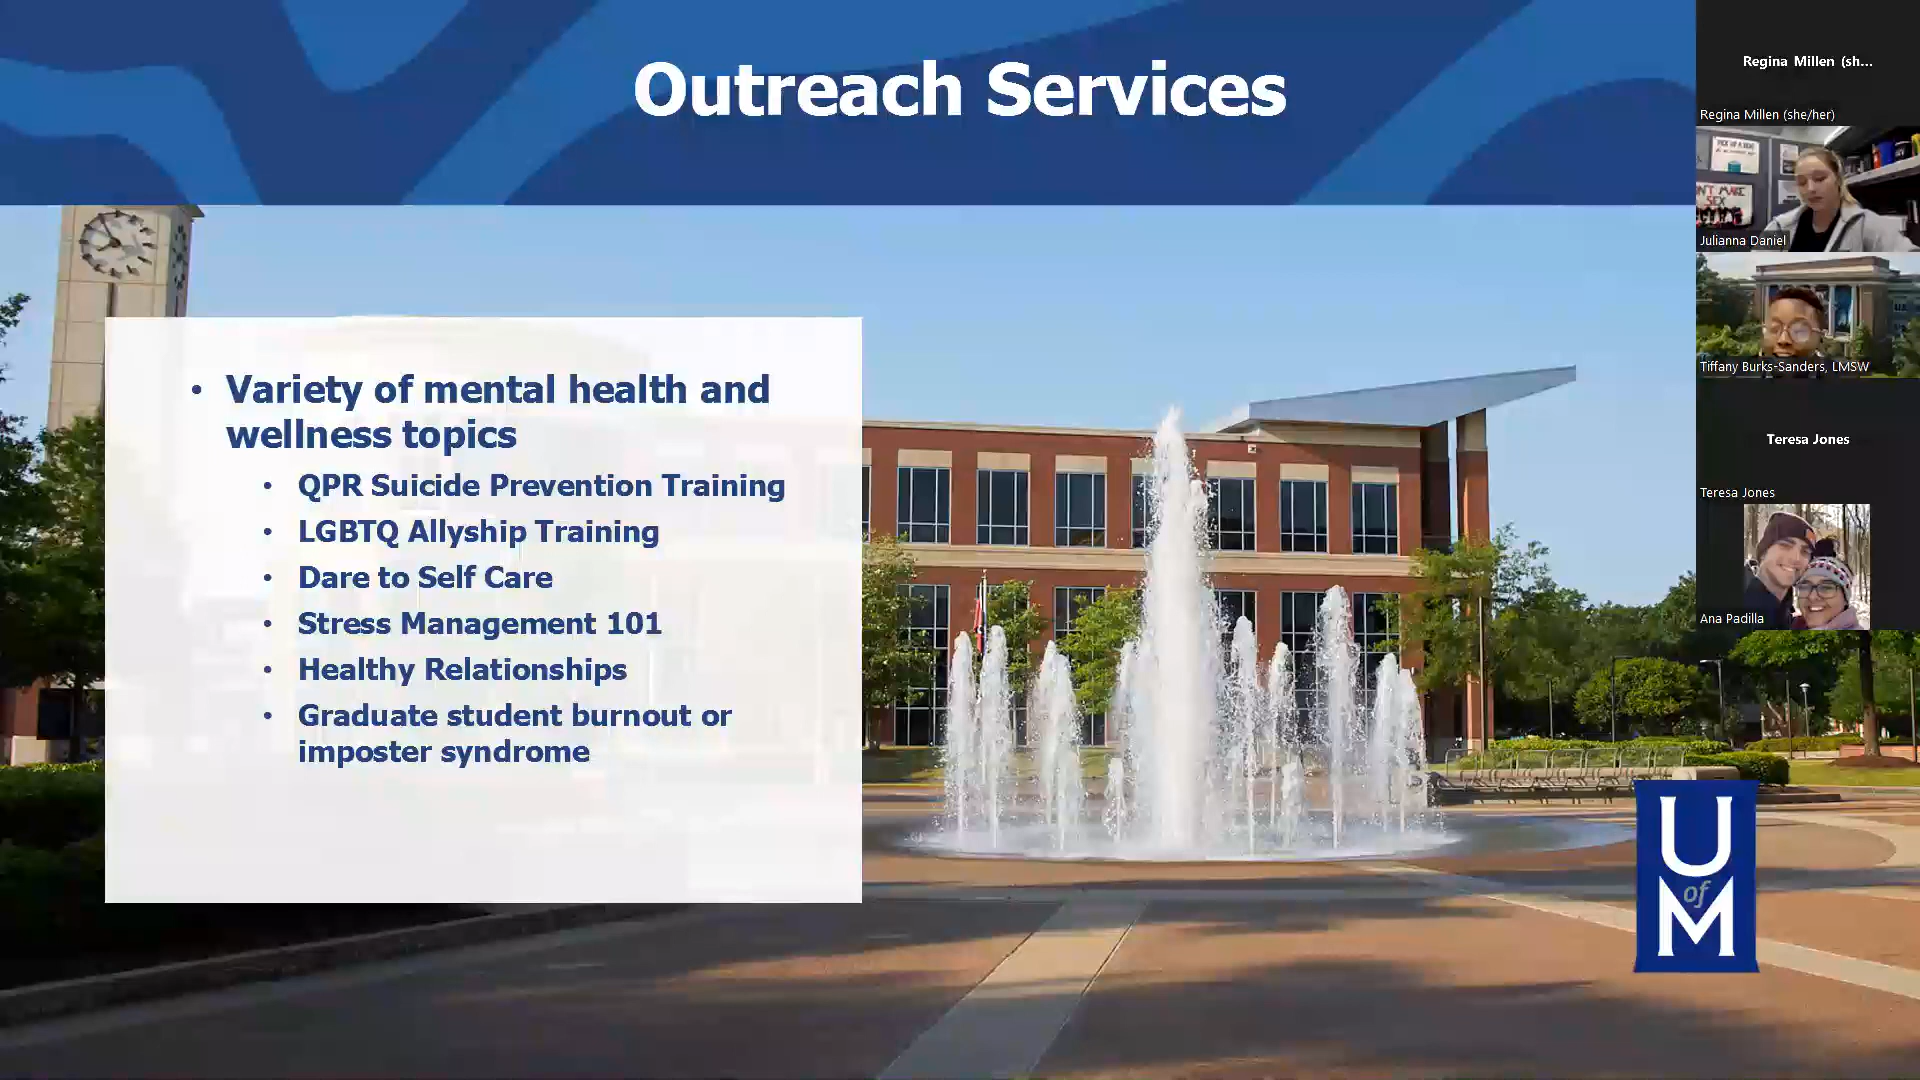 Outreach Services
• Variety of mental health and
wellness topics
• QPR Suicide Prevention Training
• LGBTQ Allyship Training
• Dare to Self Care
• Stress Management 101
• Healthy Relationships
• Graduate student burnout or
imposter syndrome
U
of
M
Regina Millen (sh...
Regina Millen (she/her)
Julianna Daniel
Tiffany Burks-Sanders, LMSW
Teresa Jones
Teresa Jones
Ana Padilla